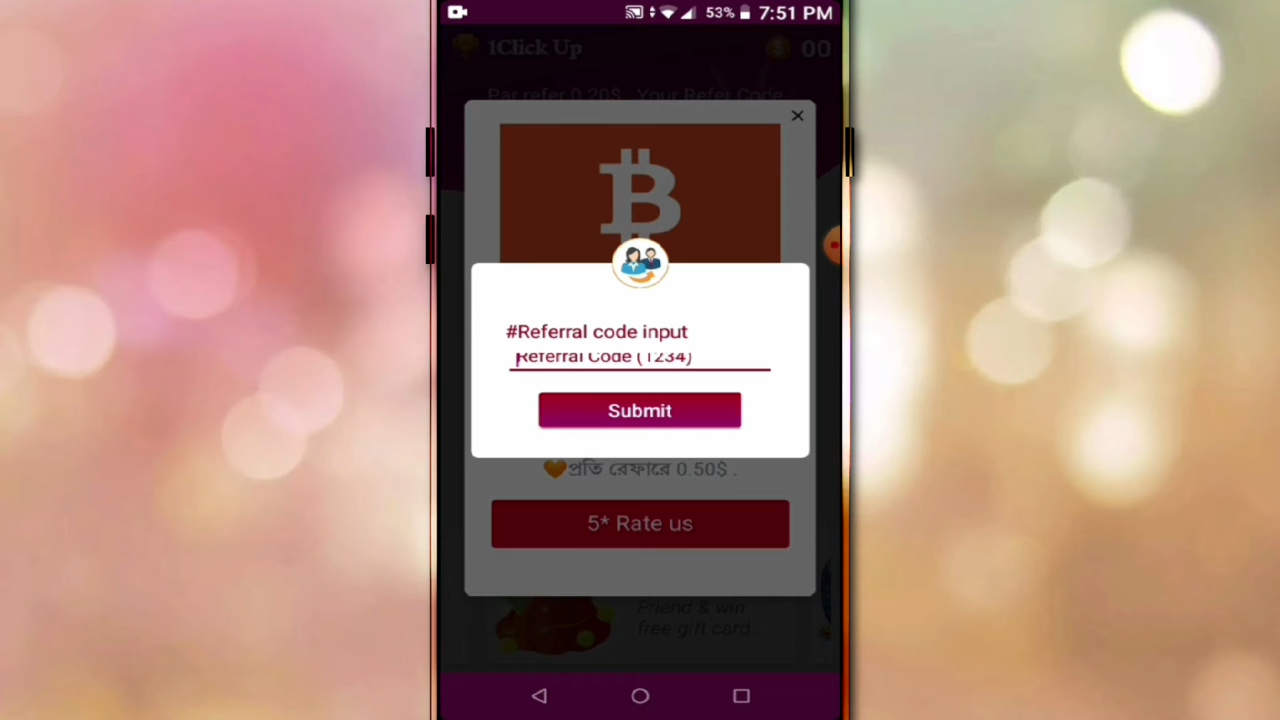 53% 7:51 PM
1Click Up
00
Par refer 0.20$ Your Refer Code
#Referral code input
Referral Code (1234)
Submit
🧡প্রতি রেফারে 0.50$ .
5* Rate us
Friend & win
free gift card .